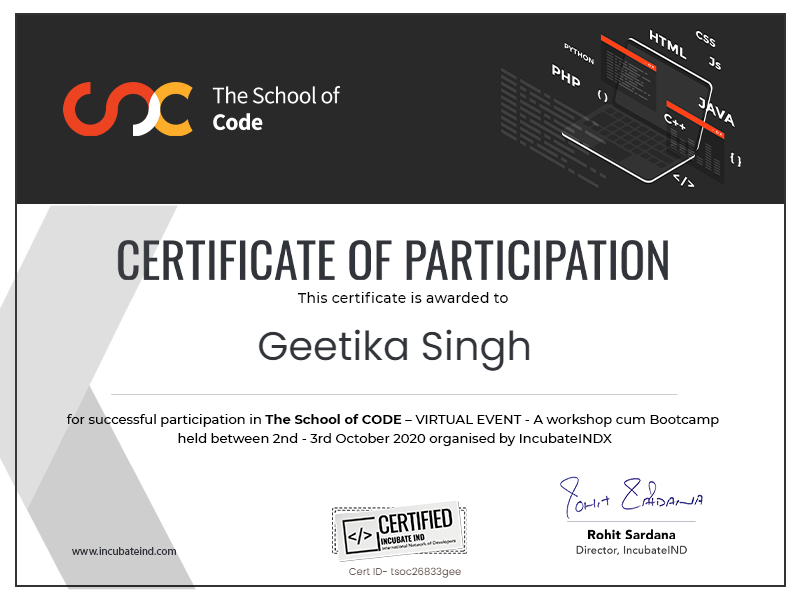 The School of
Code
PYTHON
HTML
CSS
Js
PHP
( )
JAVA
C++
{ }
</>
CERTIFICATE OF PARTICIPATION
This certificate is awarded to
Geetika Singh
for successful participation in The School of CODE – VIRTUAL EVENT - A workshop cum Bootcamp
held between 2nd - 3rd October 2020 organised by IncubateINDX
Rohit Sardana
</> CERTIFIED
INCUBATE IND
International Network of Developers
Rohit Sardana
Director, IncubateIND
www.incubateind.com
Cert ID- tsoc26833gee